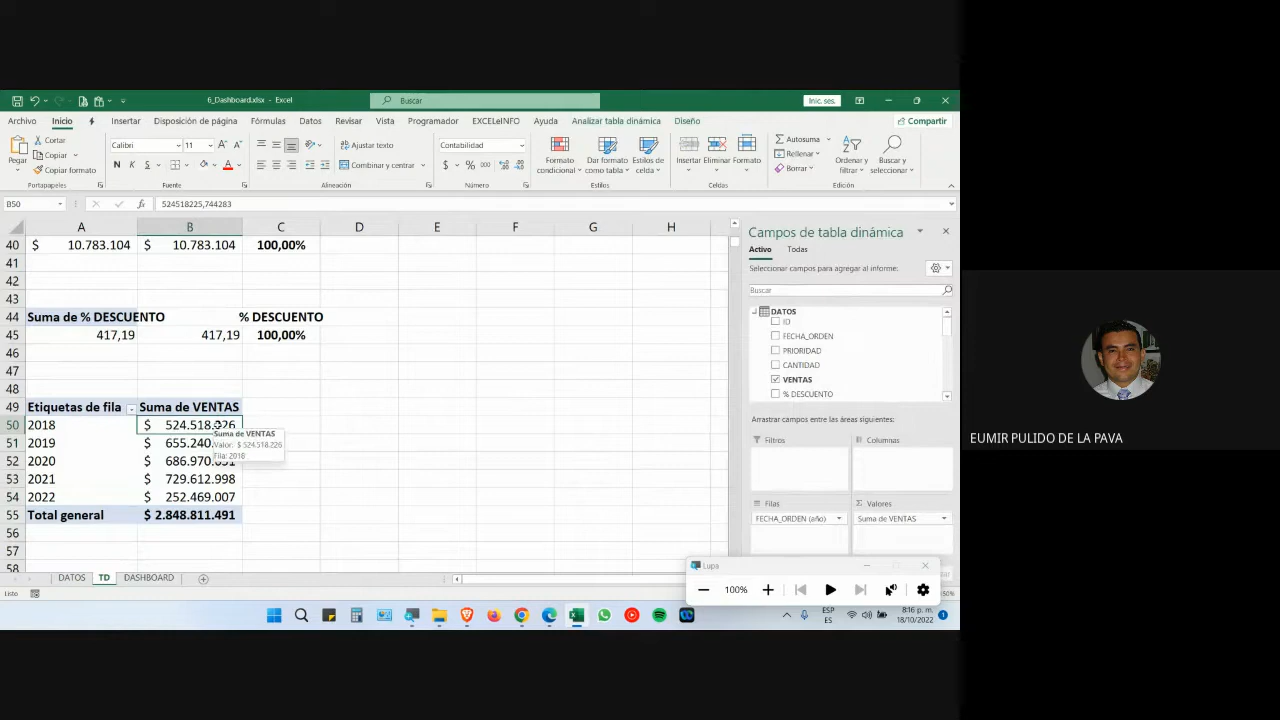 6_Dashboard.xlsx - Excel
Buscar
Inic. ses.
Archivo Inicio Insertar Disposición de página Fórmulas Datos Revisar Vista Programador EXCELeINFO Ayuda Analizar tabla dinámica Diseño Compartir
Pegar
Cortar
Copiar
Copiar formato
Portapapeles
Calibri 11
N K S
Fuente
Ajustar texto
Combinar y centrar
Alineación
Contabilidad
$ % 000
Número
Formato condicional
Dar formato como tabla
Estilos de celda
Estilos
Insertar Eliminar Formato
Celdas
Autosuma
Rellenar
Borrar
Ordenar y filtrar
Buscar y seleccionar
Edición
B50 fx 524518225,744283
A B C D E F G H
40 $ 10.783.104 $ 10.783.104 100,00%
41
42
43
44 Suma de % DESCUENTO % DESCUENTO
45 417,19 417,19 100,00%
46
47
48
49 Etiquetas de fila Suma de VENTAS
50 2018 $ 524.518.226
51 2019 $ 655.240.
52 2020 $ 686.970.
53 2021 $ 729.612.998
54 2022 $ 252.469.007
55 Total general $ 2.848.811.491
56
57
58
Suma de VENTAS
Valor: $ 524.518.226
Fila: 2018
Campos de tabla dinámica
Activo Todas
Seleccionar campos para agregar al informe:
Buscar
DATOS
ID
FECHA_ORDEN
PRIORIDAD
CANTIDAD
VENTAS
% DESCUENTO
Arrastrar campos entre las áreas siguientes:
Filtros Columnas
Filas Σ Valores
FECHA_ORDEN (año) Suma de VENTAS
Lupa
100%
DATOS TD DASHBOARD
Listo
ESP
ES
8:16 p. m.
18/10/2022
EUMIR PULIDO DE LA PAVA